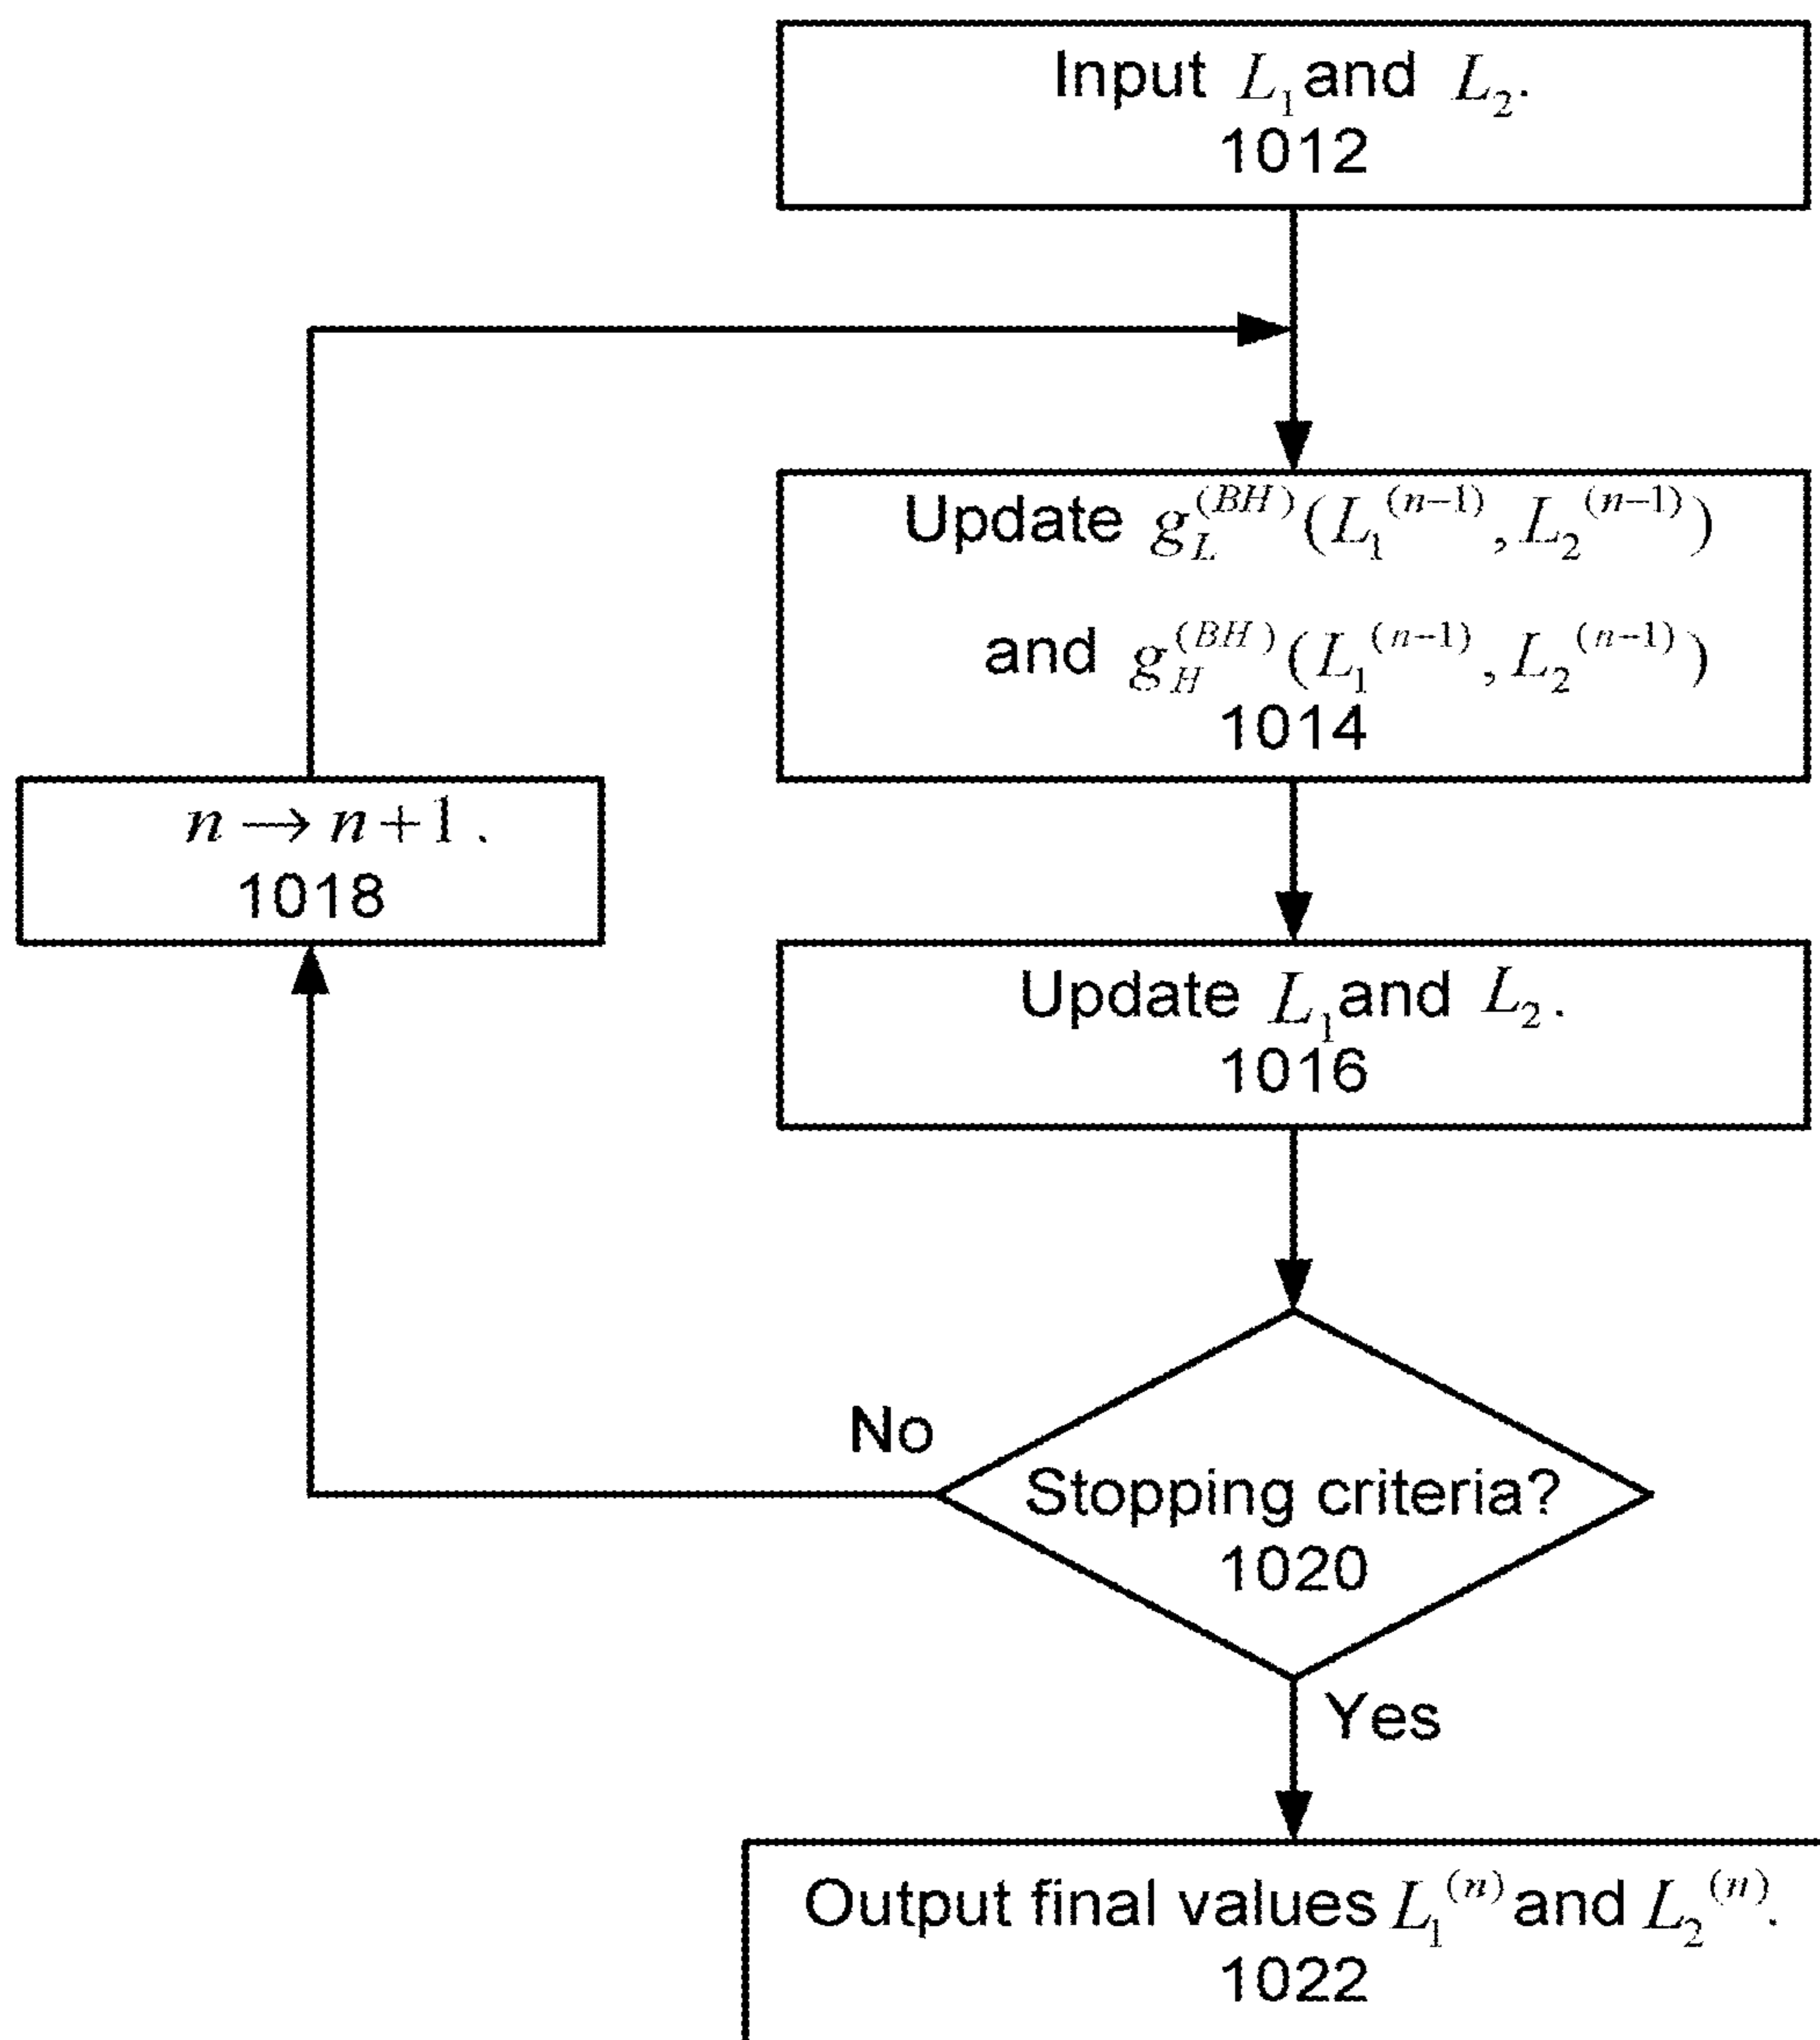 Input L₁ and L₂.
1012
Update g_L^(BH)(L₁^(n−1), L₂^(n−1))
and g_H^(BH)(L₁^(n−1), L₂^(n−1))
1014
n → n+1.
1018
Update L₁ and L₂.
1016
No
Stopping criteria?
1020
Yes
Output final values L₁^(n) and L₂^(n).
1022